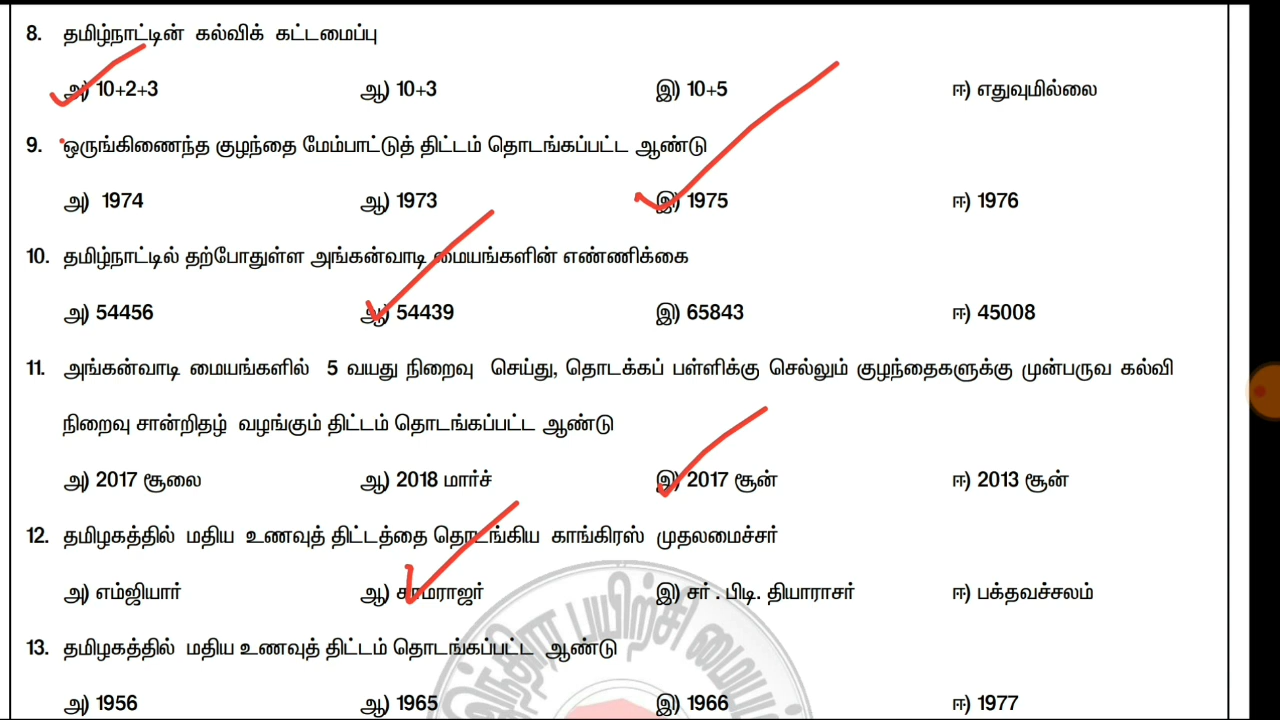 8. தமிழ்நாட்டின் கல்விக் கட்டமைப்பு
அ) 10+2+3 ஆ) 10+3 இ) 10+5 ஈ) எதுவுமில்லை
9. ஒருங்கிணைந்த குழந்தை மேம்பாட்டுத் திட்டம் தொடங்கப்பட்ட ஆண்டு
அ) 1974 ஆ) 1973 இ) 1975 ஈ) 1976
10. தமிழ்நாட்டில் தற்போதுள்ள அங்கன்வாடி மையங்களின் எண்ணிக்கை
அ) 54456 ஆ) 54439 இ) 65843 ஈ) 45008
11. அங்கன்வாடி மையங்களில் 5 வயது நிறைவு செய்து, தொடக்கப் பள்ளிக்கு செல்லும் குழந்தைகளுக்கு முன்பருவ கல்வி
நிறைவு சான்றிதழ் வழங்கும் திட்டம் தொடங்கப்பட்ட ஆண்டு
அ) 2017 சூலை ஆ) 2018 மார்ச் இ) 2017 சூன் ஈ) 2013 சூன்
12. தமிழகத்தில் மதிய உணவுத் திட்டத்தை தொடங்கிய காங்கிரஸ் முதலமைச்சர்
அ) எம்ஜியார் ஆ) காமராஜர் இ) சர் . பிடி. தியாராசர் ஈ) பக்தவச்சலம்
13. தமிழகத்தில் மதிய உணவுத் திட்டம் தொடங்கப்பட்ட ஆண்டு
அ) 1956 ஆ) 1965 இ) 1966 ஈ) 1977
பயிற்சி